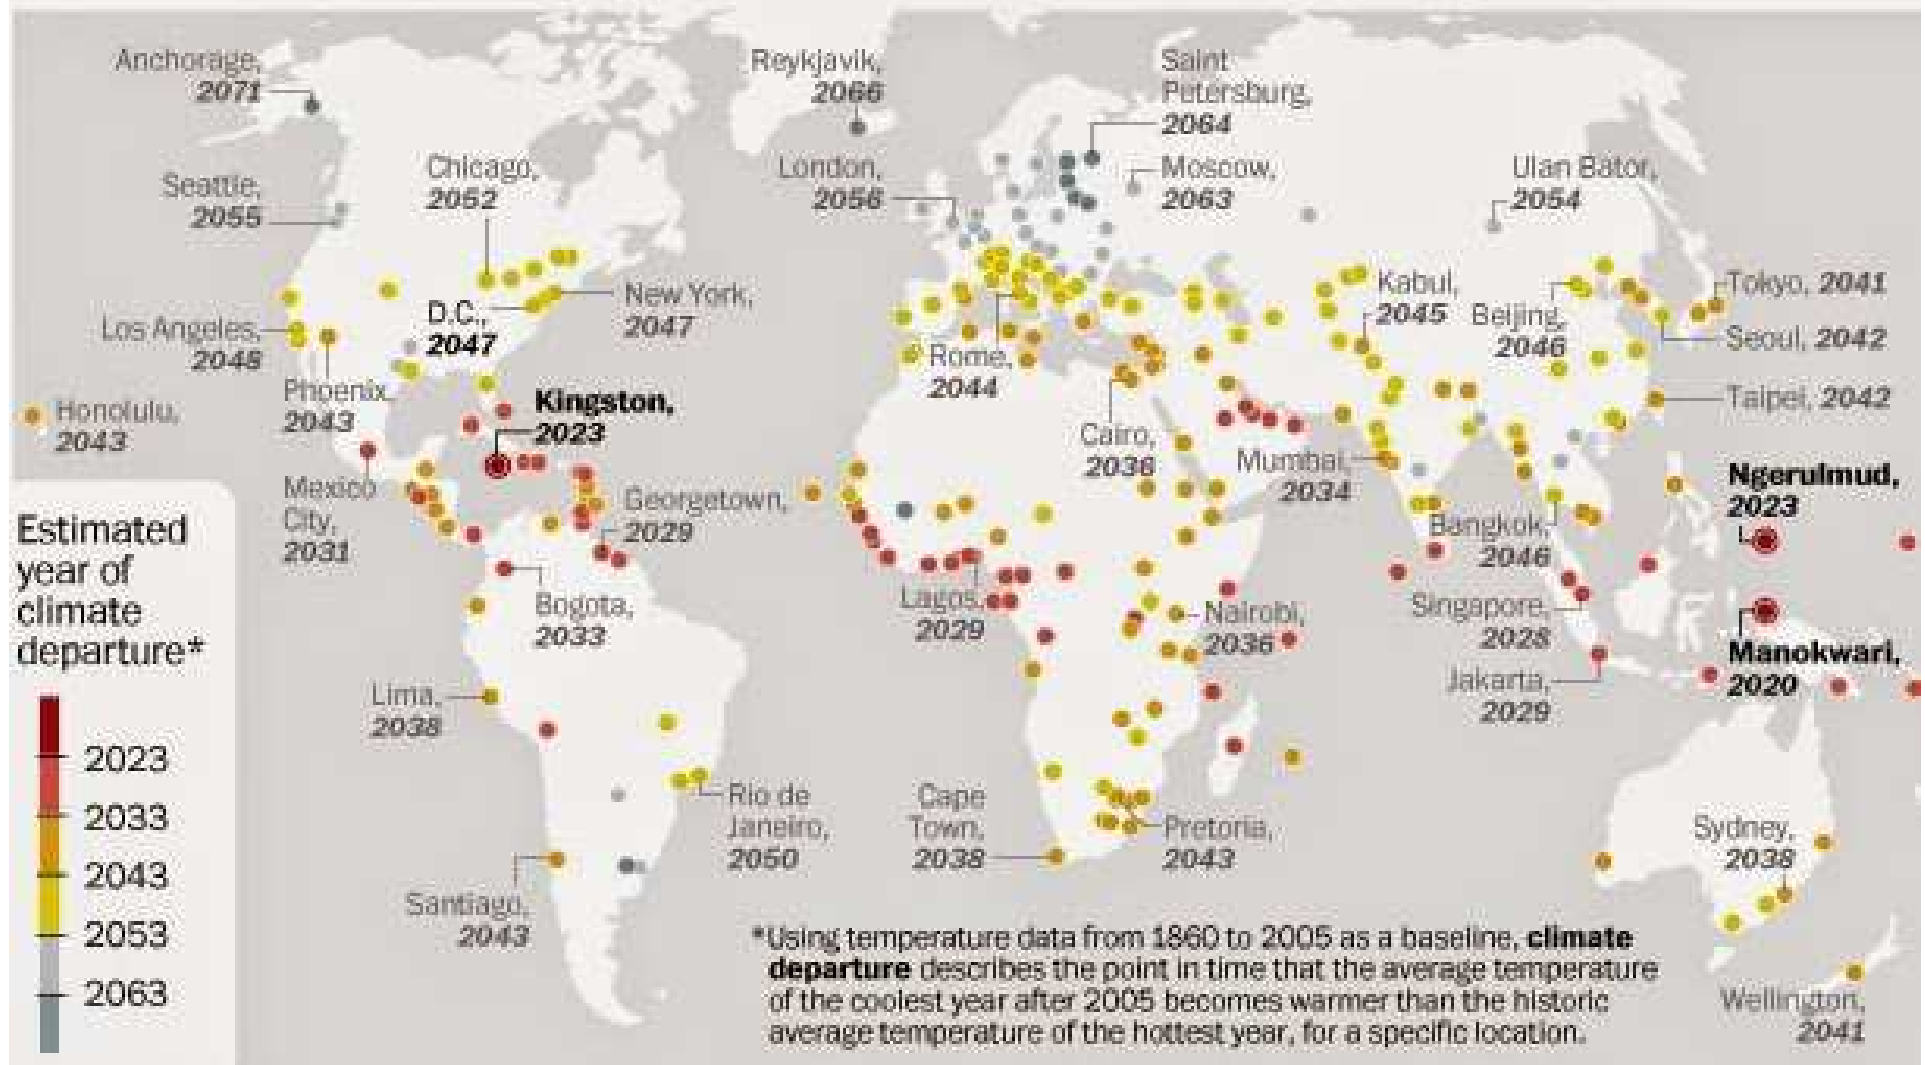 Anchorage,
2071
Reykjavik,
2066
Saint
Petersburg,
2064
Seattle,
2055
Chicago,
2052
London,
2056
Moscow,
2063
Ulan Bator,
2054
Los Angeles,
2048
D.C.,
2047
New York,
2047
Kabul,
2045
Beijing,
2046
Tokyo, 2041
Seoul, 2042
Taipei, 2042
Honolulu,
2043
Phoenix,
2043
Kingston,
2023
Rome,
2044
Cairo,
2036
Mumbai,
2034
Mexico
City,
2031
Georgetown,
2029
Bangkok,
2046
Ngerulmud,
2023
Bogota,
2033
Lagos,
2029
Nairobi,
2036
Singapore,
2028
Manokwari,
2020
Jakarta,
2029
Lima,
2038
Rio de
Janeiro,
2050
Cape
Town,
2038
Pretoria,
2043
Sydney,
2038
Santiago,
2043
Wellington,
2041
Estimated
year of
climate
departure*
2023
2033
2043
2053
2063
*Using temperature data from 1860 to 2005 as a baseline, climate
departure describes the point in time that the average temperature
of the coolest year after 2005 becomes warmer than the historic
average temperature of the hottest year, for a specific location.